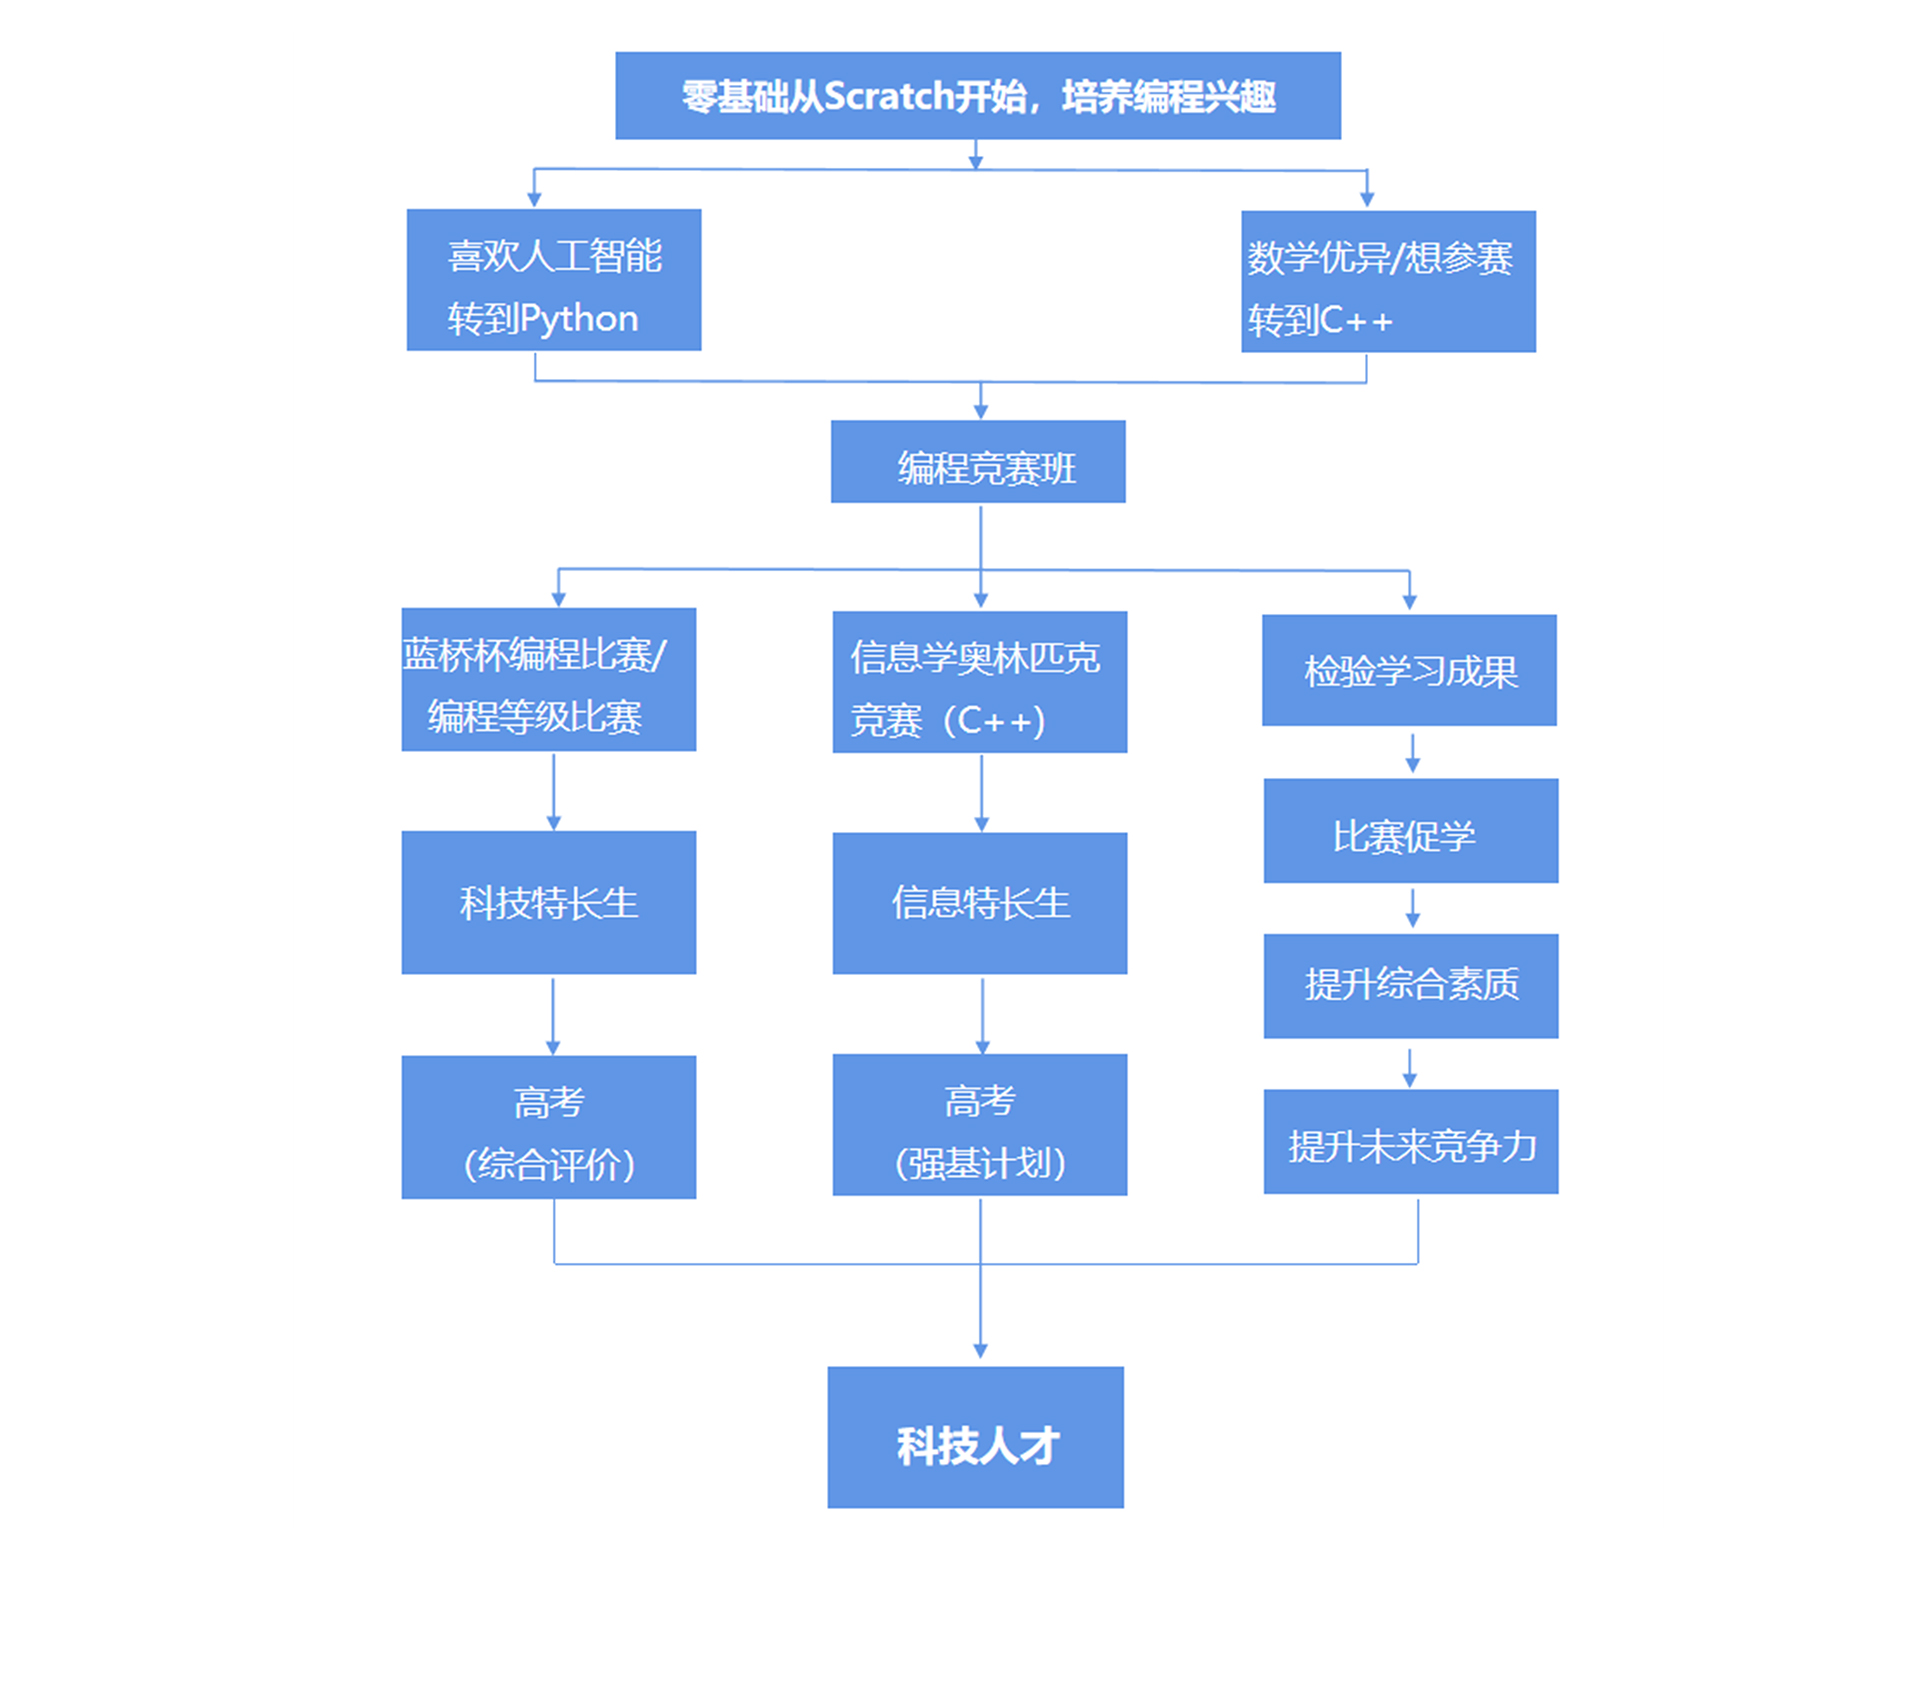 零基础从Scratch开始，培养编程兴趣
喜欢人工智能
转到Python
数学优异/想参赛
转到C++
编程竞赛班
蓝桥杯编程比赛/
编程等级比赛
信息学奥林匹克
竞赛（C++)
检验学习成果
比赛促学
科技特长生
信息特长生
提升综合素质
高考
（综合评价）
高考
（强基计划）
提升未来竞争力
科技人才